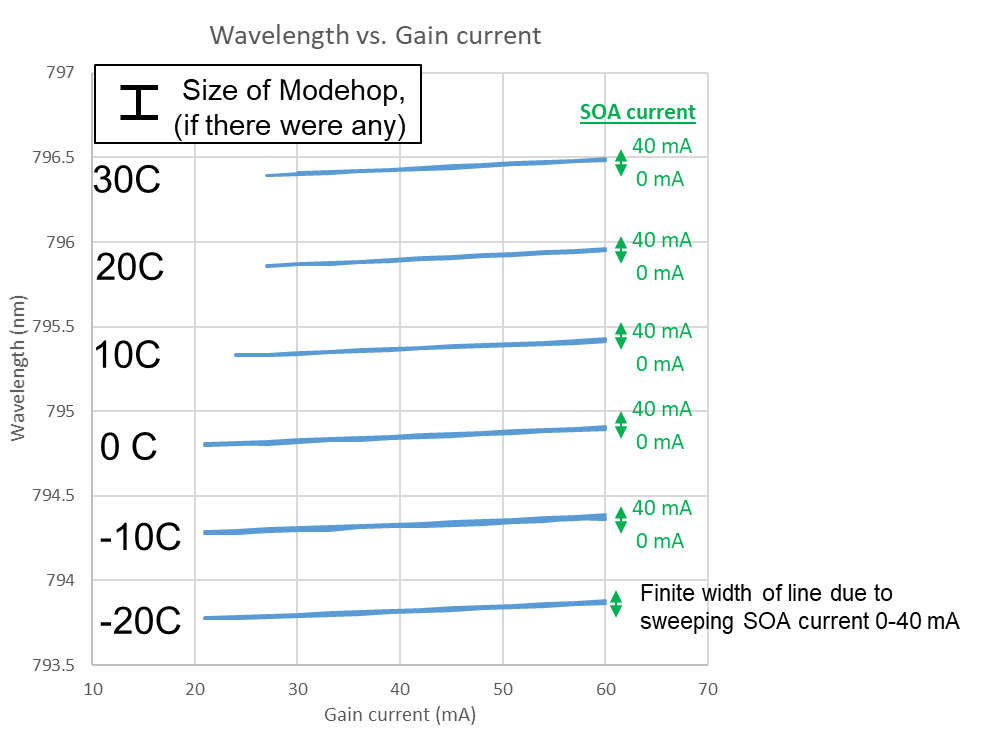 Wavelength vs. Gain current
797
Size of Modehop,
(if there were any)
SOA current
40 mA
796.5
30C
0 mA
40 mA
796
20C
0 mA
40 mA
795.5
10C
0 mA
40 mA
795
0 C
0 mA
40 mA
794.5
-10C
0 mA
794
Finite width of line due to
-20C
sweeping SOA current 0-40 mA
793.5
Wavelength (nm)
10 20 30 40 50 60 70
Gain current (mA)